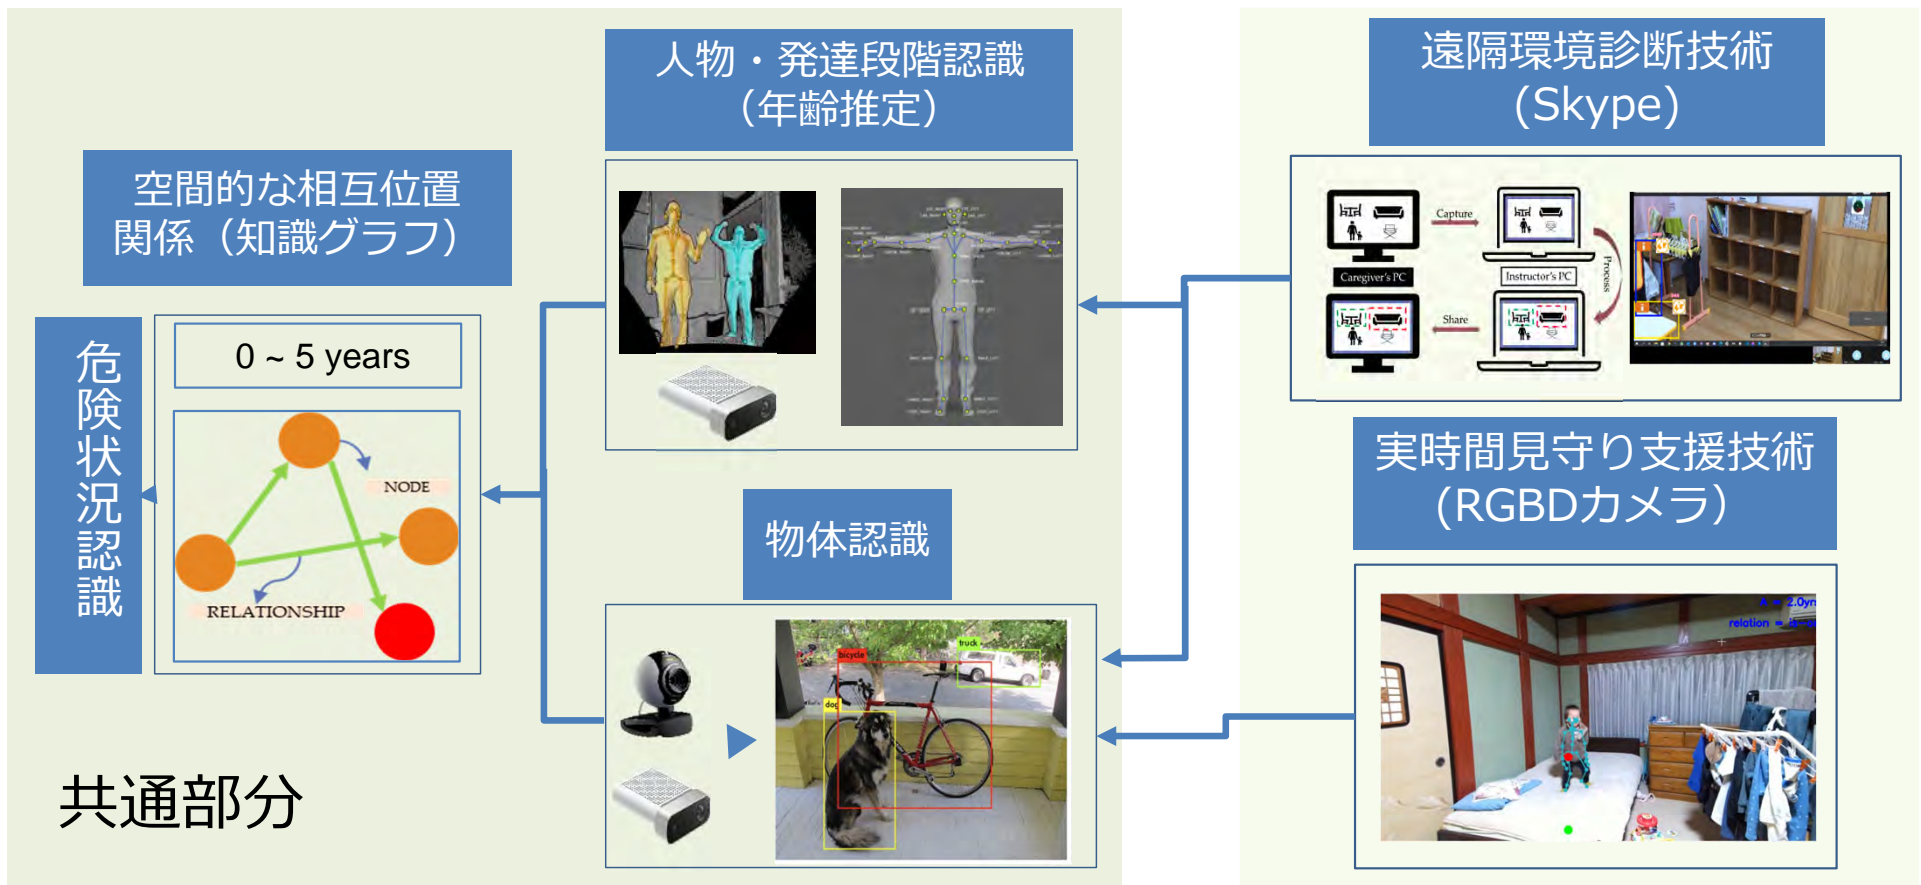 人物・発達段階認識
（年齢推定）
遠隔環境診断技術
(Skype)
空間的な相互位置
関係（知識グラフ）
危険状況認識
0 ~ 5 years
NODE
RELATIONSHIP
物体認識
bicycle
truck
dog
Capture
Caregiver's PC
Instructor's PC
Process
Share
実時間見守り支援技術
(RGBDカメラ）
A = 2.0yrs
relation = is
共通部分